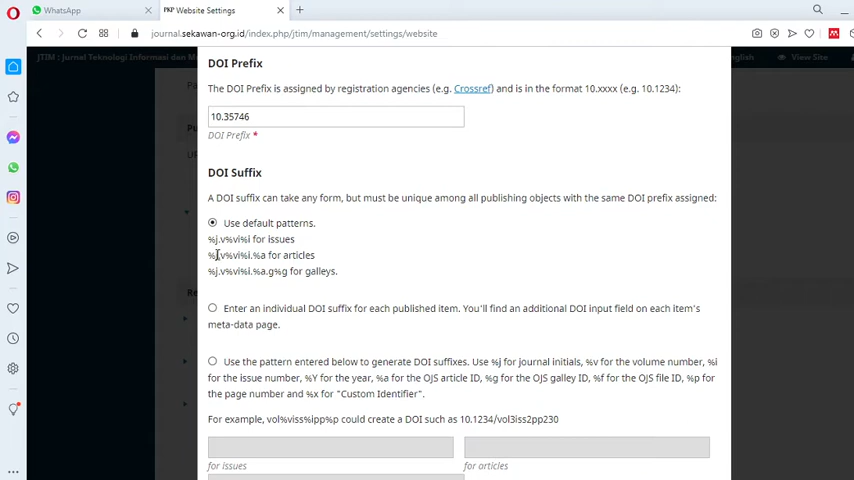 WhatsApp
PKP Website Settings
journal.sekawan-org.id/index.php/jtim/management/settings/website
JTIM : Jurnal Teknologi Informasi dan M
English
View Site
DOI Prefix
The DOI Prefix is assigned by registration agencies (e.g. Crossref) and is in the format 10.xxxx (e.g. 10.1234):
10.35746
DOI Prefix *
DOI Suffix
A DOI suffix can take any form, but must be unique among all publishing objects with the same DOI prefix assigned:
Use default patterns.
%j.v%vi%i for issues
%j.v%vi%i.%a for articles
%j.v%vi%i.%a.g%g for galleys.
Enter an individual DOI suffix for each published item. You'll find an additional DOI input field on each item's
meta-data page.
Use the pattern entered below to generate DOI suffixes. Use %j for journal initials, %v for the volume number, %i
for the issue number, %Y for the year, %a for the OJS article ID, %g for the OJS galley ID, %f for the OJS file ID, %p for
the page number and %x for "Custom Identifier".
For example, vol%viss%ipp%p could create a DOI such as 10.1234/vol3iss2pp230
for issues
for articles